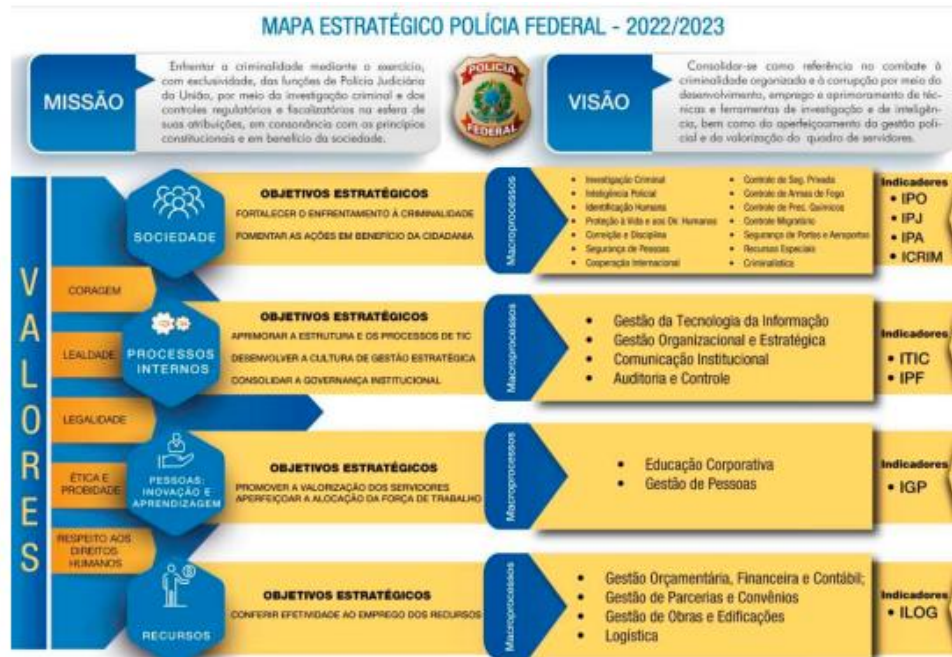 MAPA ESTRATÉGICO POLÍCIA FEDERAL - 2022/2023
MISSÃO
Enfrentar a criminalidade mediante o exercício,
com exclusividade, das funções de Polícia Judiciária
da União, por meio da investigação criminal e dos
controles regulatórios e fiscalizatórios na esfera de
suas atribuições, em consonância com os princípios
constitucionais e em benefício da sociedade.
POLÍCIA
FEDERAL
VISÃO
Consolidar-se como referência no combate à
criminalidade organizada e à corrupção por meio do
desenvolvimento, emprego e aprimoramento de téc-
nicas e ferramentas de investigação e de inteligên-
cia, bem como do aperfeiçoamento da gestão poli-
cial e da valorização do quadro de servidores.
VALORES
CORAGEM
LEALDADE
LEGALIDADE
ÉTICA E
PROBIDADE
RESPEITO AOS
DIREITOS
HUMANOS
SOCIEDADE
OBJETIVOS ESTRATÉGICOS
FORTALECER O ENFRENTAMENTO À CRIMINALIDADE
FOMENTAR AS AÇÕES EM BENEFÍCIO DA CIDADANIA
Macroprocessos
• Investigação Criminal
• Inteligência Policial
• Identificação Humana
• Proteção à Vida e aos Dir. Humanos
• Correição e Disciplina
• Segurança de Pessoas
• Cooperação Internacional
• Controle de Seg. Privada
• Controle de Armas de Fogo
• Controle de Prec. Químicos
• Controle Migratório
• Segurança de Portos e Aeroportos
• Recursos Especiais
• Criminalística
Indicadores
• IPO
• IPJ
• IPA
• ICRIM
PROCESSOS
INTERNOS
OBJETIVOS ESTRATÉGICOS
APRIMORAR A ESTRUTURA E OS PROCESSOS DE TIC
DESENVOLVER A CULTURA DE GESTÃO ESTRATÉGICA
CONSOLIDAR A GOVERNANÇA INSTITUCIONAL
Macroprocessos
• Gestão da Tecnologia da Informação
• Gestão Organizacional e Estratégica
• Comunicação Institucional
• Auditoria e Controle
Indicadores
• ITIC
• IPF
PESSOAS:
INOVAÇÃO E
APRENDIZAGEM
OBJETIVOS ESTRATÉGICOS
PROMOVER A VALORIZAÇÃO DOS SERVIDORES
APERFEIÇOAR A ALOCAÇÃO DA FORÇA DE TRABALHO
Macroprocessos
• Educação Corporativa
• Gestão de Pessoas
Indicadores
• IGP
RECURSOS
OBJETIVOS ESTRATÉGICOS
CONFERIR EFETIVIDADE AO EMPREGO DOS RECURSOS
Macroprocessos
• Gestão Orçamentária, Financeira e Contábil;
• Gestão de Parcerias e Convênios
• Gestão de Obras e Edificações
• Logística
Indicadores
• ILOG